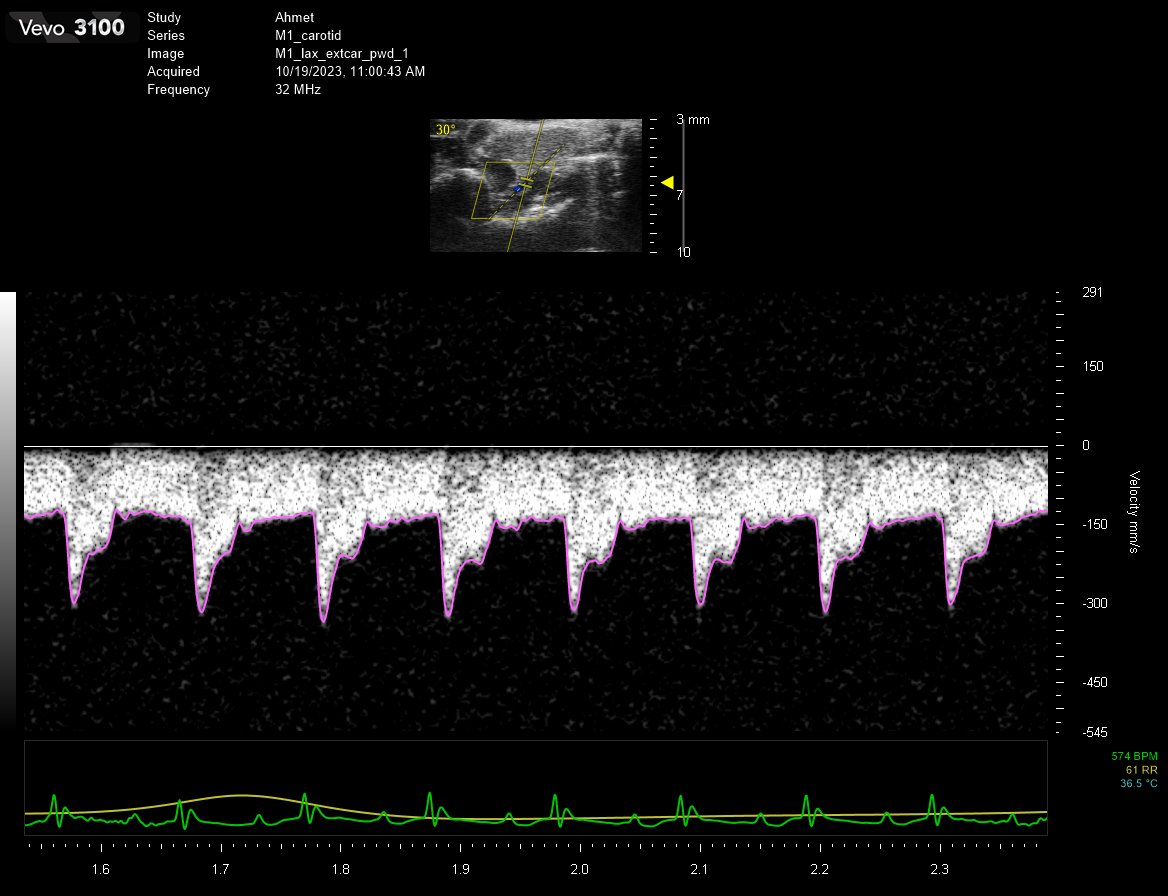 Vevo 3100
Study Ahmet
Series M1_carotid
Image M1_lax_extcar_pwd_1
Acquired 10/19/2023, 11:00:43 AM
Frequency 32 MHz
30°
3 mm
7
10
291
150
0
-150
-300
-450
-545
Velocity mm/s
574 BPM
61 RR
36.5 °C
1.6 1.7 1.8 1.9 2.0 2.1 2.2 2.3